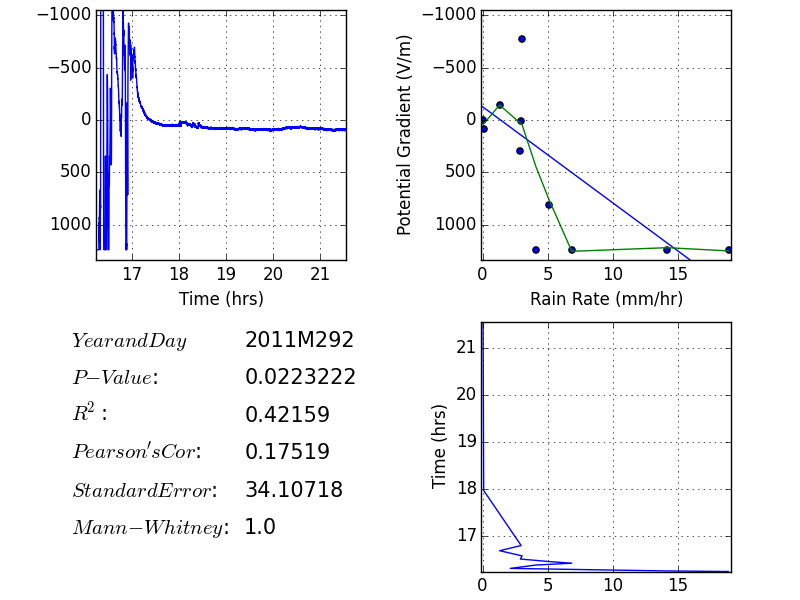 −1000
−500
0
500
1000
17 18 19 20 21
Time (hrs)
Potential Gradient (V/m)
−1000
−500
0
500
1000
0 5 10 15
Rain Rate (mm/hr)
YearandDay 2011M292
P−Value: 0.0223222
R²: 0.42159
Pearson'sCor: 0.17519
StandardError: 34.10718
Mann−Whitney: 1.0
Time (hrs)
21
20
19
18
17
0 5 10 15